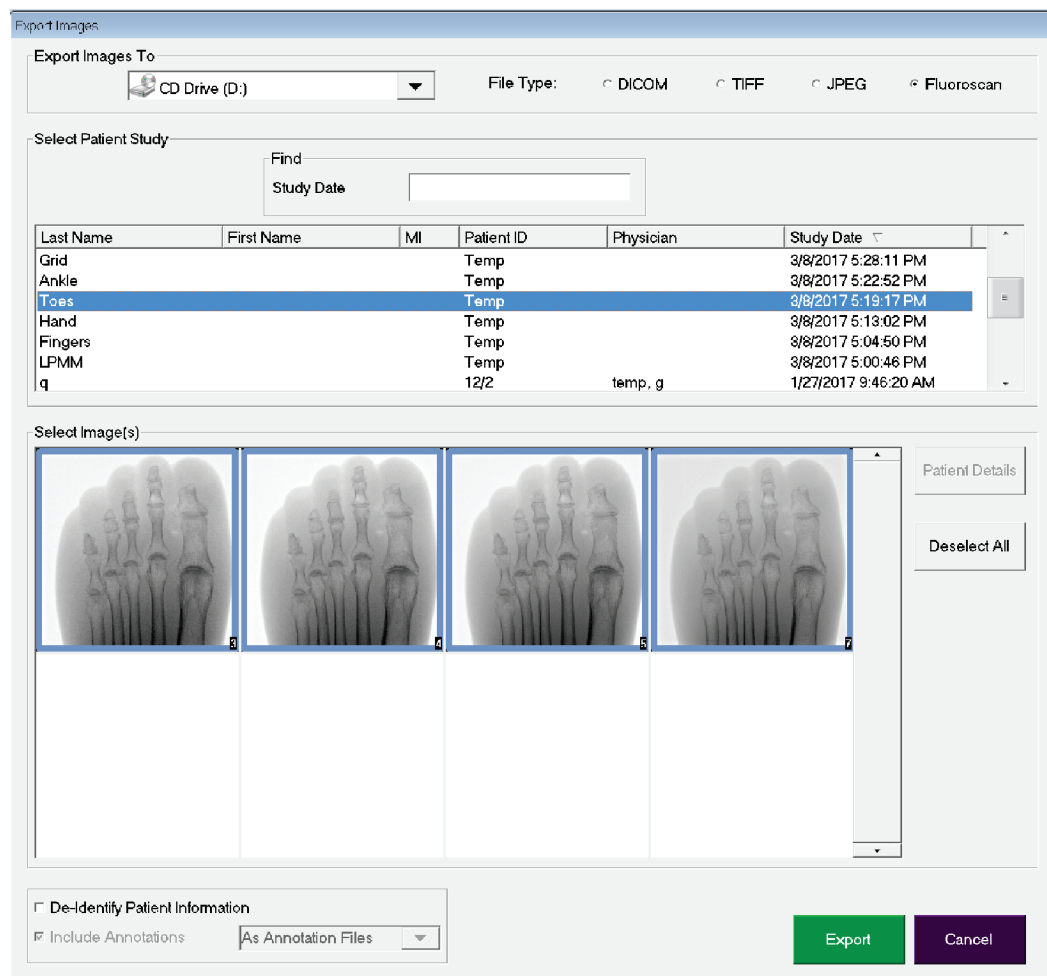 Export Images
Export Images To
CD Drive (D:) File Type: DICOM TIFF JPEG Fluoroscan
Select Patient Study
Find
Study Date
Last Name First Name MI Patient ID Physician Study Date
Grid Temp 3/8/2017 5:28:11 PM
Ankle Temp 3/8/2017 5:22:52 PM
Toes Temp 3/8/2017 5:19:17 PM
Hand Temp 3/8/2017 5:13:02 PM
Fingers Temp 3/8/2017 5:04:50 PM
LPMM Temp 3/8/2017 5:00:46 PM
q 12/2 temp, g 1/27/2017 9:46:20 AM
Select Image(s)
Patient Details
Deselect All
3 4 5 7
De-Identify Patient Information
Include Annotations As Annotation Files
Export Cancel